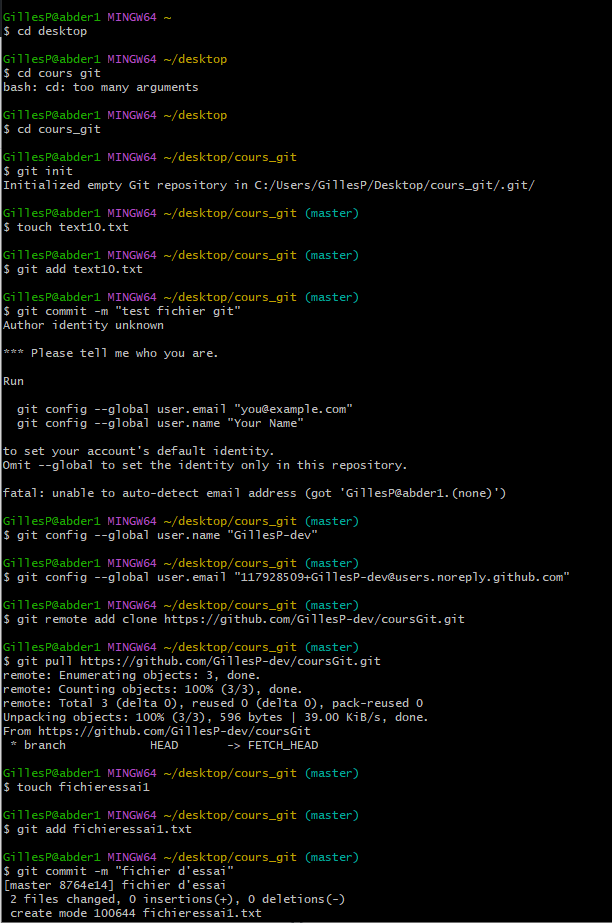 GillesP@abder1 MINGW64 ~
$ cd desktop
GillesP@abder1 MINGW64 ~/desktop
$ cd cours git
bash: cd: too many arguments
GillesP@abder1 MINGW64 ~/desktop
$ cd cours_git
GillesP@abder1 MINGW64 ~/desktop/cours_git
$ git init
Initialized empty Git repository in C:/Users/GillesP/Desktop/cours_git/.git/
GillesP@abder1 MINGW64 ~/desktop/cours_git (master)
$ touch text10.txt
GillesP@abder1 MINGW64 ~/desktop/cours_git (master)
$ git add text10.txt
GillesP@abder1 MINGW64 ~/desktop/cours_git (master)
$ git commit -m "test fichier git"
Author identity unknown
*** Please tell me who you are.
Run
git config --global user.email "you@example.com"
git config --global user.name "Your Name"
to set your account's default identity.
Omit --global to set the identity only in this repository.
fatal: unable to auto-detect email address (got 'GillesP@abder1.(none)')
GillesP@abder1 MINGW64 ~/desktop/cours_git (master)
$ git config --global user.name "GillesP-dev"
GillesP@abder1 MINGW64 ~/desktop/cours_git (master)
$ git config --global user.email "117928509+GillesP-dev@users.noreply.github.com"
GillesP@abder1 MINGW64 ~/desktop/cours_git (master)
$ git remote add clone https://github.com/GillesP-dev/coursGit.git
GillesP@abder1 MINGW64 ~/desktop/cours_git (master)
$ git pull https://github.com/GillesP-dev/coursGit.git
remote: Enumerating objects: 3, done.
remote: Counting objects: 100% (3/3), done.
remote: Total 3 (delta 0), reused 0 (delta 0), pack-reused 0
Unpacking objects: 100% (3/3), 596 bytes | 39.00 KiB/s, done.
From https://github.com/GillesP-dev/coursGit
* branch HEAD -> FETCH_HEAD
GillesP@abder1 MINGW64 ~/desktop/cours_git (master)
$ touch fichieressai1
GillesP@abder1 MINGW64 ~/desktop/cours_git (master)
$ git add fichieressai1.txt
GillesP@abder1 MINGW64 ~/desktop/cours_git (master)
$ git commit -m "fichier d'essai"
[master 8764e14] fichier d'essai
2 files changed, 0 insertions(+), 0 deletions(-)
create mode 100644 fichieressai1.txt